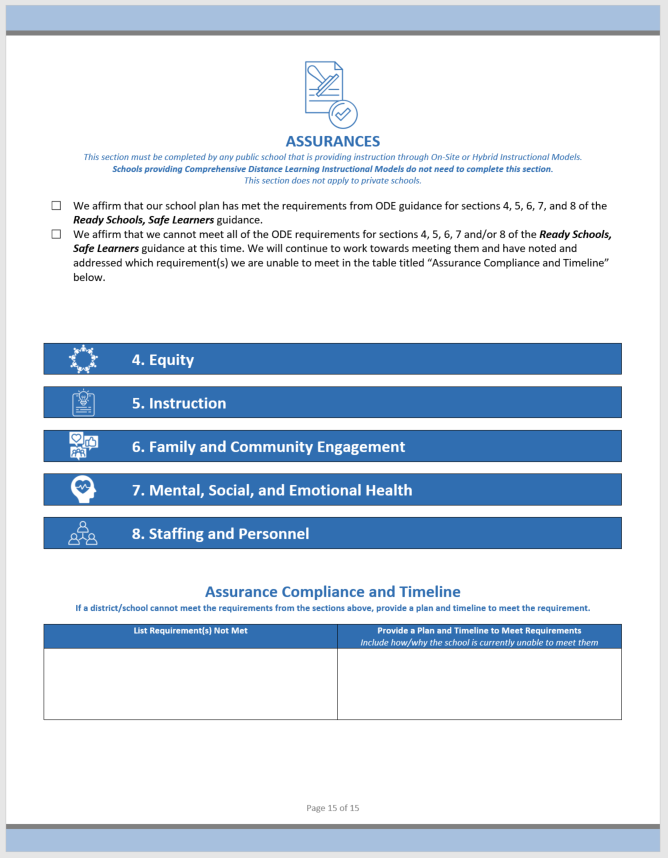 ASSURANCES
This section must be completed by any public school that is providing instruction through On-Site or Hybrid Instructional Models.
Schools providing Comprehensive Distance Learning Instructional Models do not need to complete this section.
This section does not apply to private schools.
☐ We affirm that our school plan has met the requirements from ODE guidance for sections 4, 5, 6, 7, and 8 of the
Ready Schools, Safe Learners guidance.
☐ We affirm that we cannot meet all of the ODE requirements for sections 4, 5, 6, 7 and/or 8 of the Ready Schools,
Safe Learners guidance at this time. We will continue to work towards meeting them and have noted and
addressed which requirement(s) we are unable to meet in the table titled “Assurance Compliance and Timeline”
below.
4. Equity
5. Instruction
6. Family and Community Engagement
7. Mental, Social, and Emotional Health
8. Staffing and Personnel
Assurance Compliance and Timeline
If a district/school cannot meet the requirements from the sections above, provide a plan and timeline to meet the requirement.
List Requirement(s) Not Met
Provide a Plan and Timeline to Meet Requirements
Include how/why the school is currently unable to meet them
Page 15 of 15